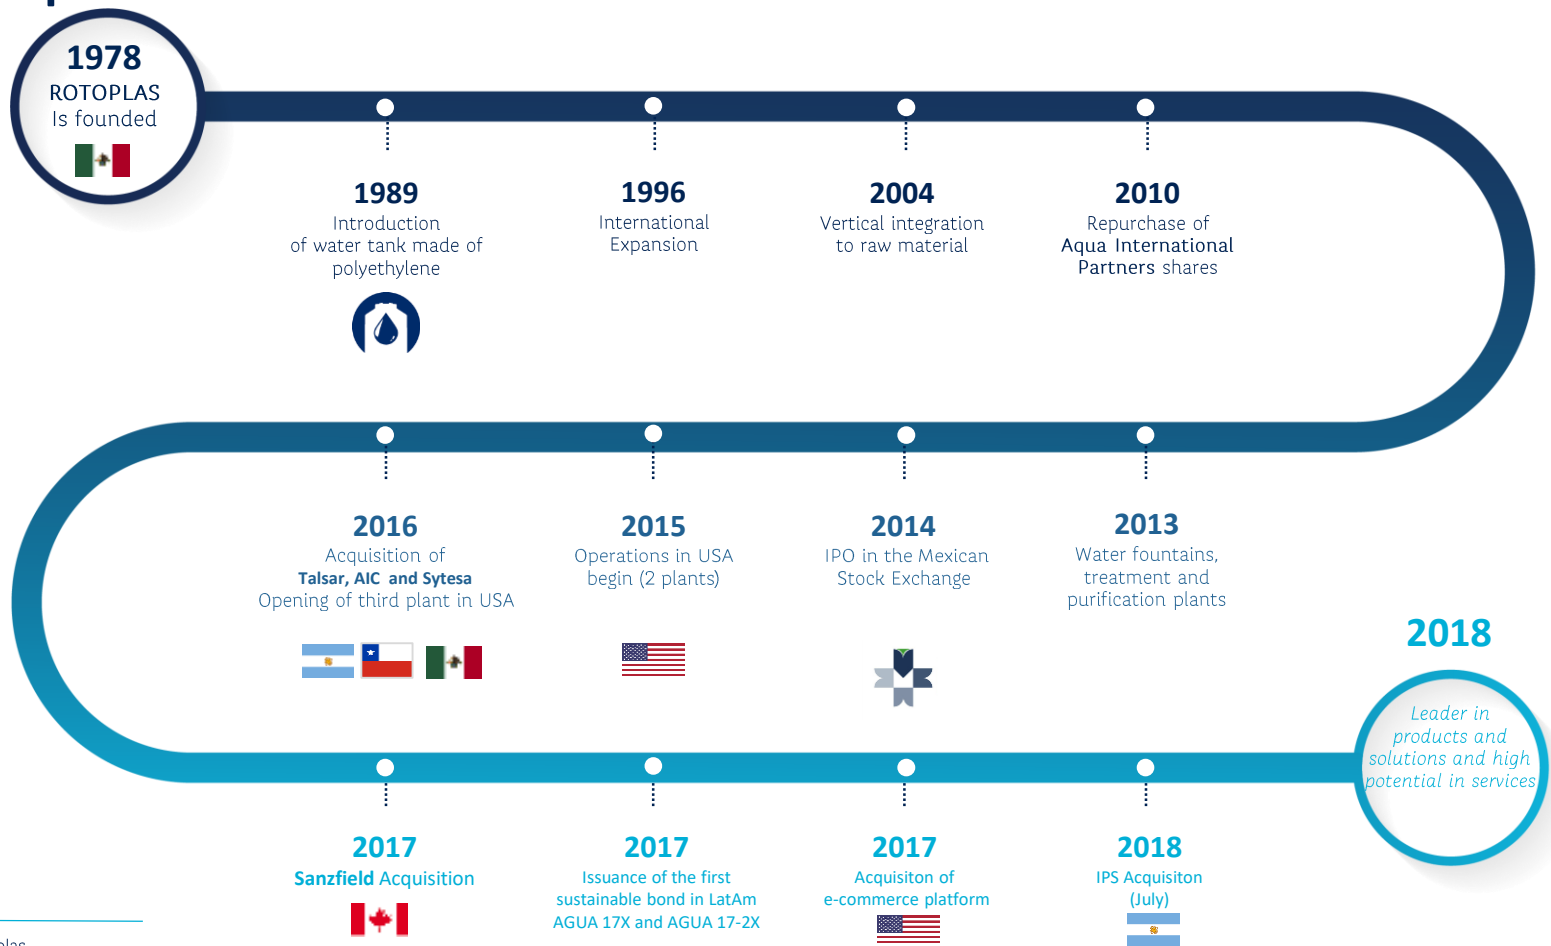 1978
ROTOPLAS
Is founded
1989
Introduction
of water tank made of
polyethylene
1996
International
Expansion
2004
Vertical integration
to raw material
2010
Repurchase of
Aqua International
Partners shares
2013
Water fountains,
treatment and
purification plants
2014
IPO in the Mexican
Stock Exchange
2015
Operations in USA
begin (2 plants)
2016
Acquisition of
Talsar, AIC and Sytesa
Opening of third plant in USA
2017
Sanzfield Acquisition
2017
Issuance of the first
sustainable bond in LatAm
AGUA 17X and AGUA 17-2X
2017
Acquisiton of
e-commerce platform
2018
IPS Acquisiton
(July)
2018
Leader in
products and
solutions and high
potential in services